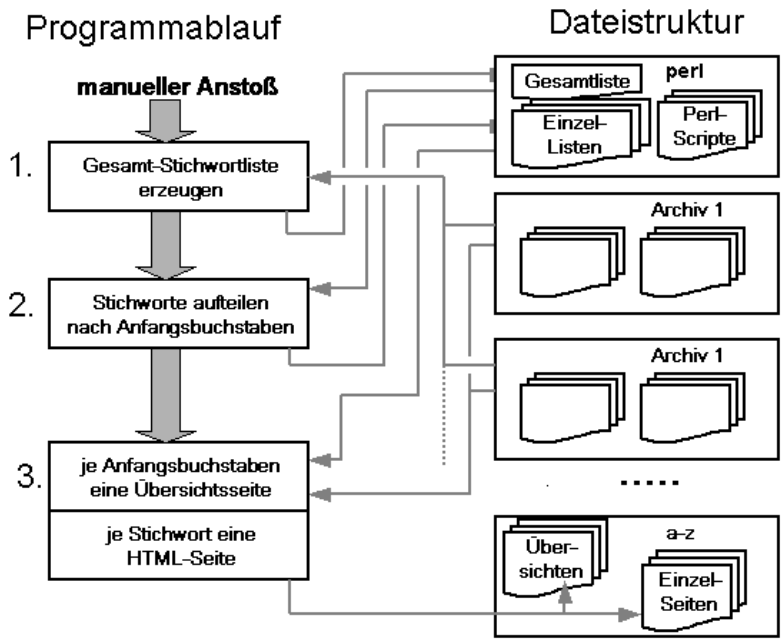 Programmablauf
manueller Anstoß
1.
Gesamt-Stichwortliste
erzeugen
2.
Stichworte aufteilen
nach Anfangsbuchstaben
3.
je Anfangsbuchstaben
eine Übersichtsseite
je Stichwort eine
HTML-Seite
Dateistruktur
perl
Gesamtliste
Einzel-
Listen
Perl-
Scripte
Archiv 1
Archiv 1
.....
a-z
Über-
sichten
Einzel-
Seiten